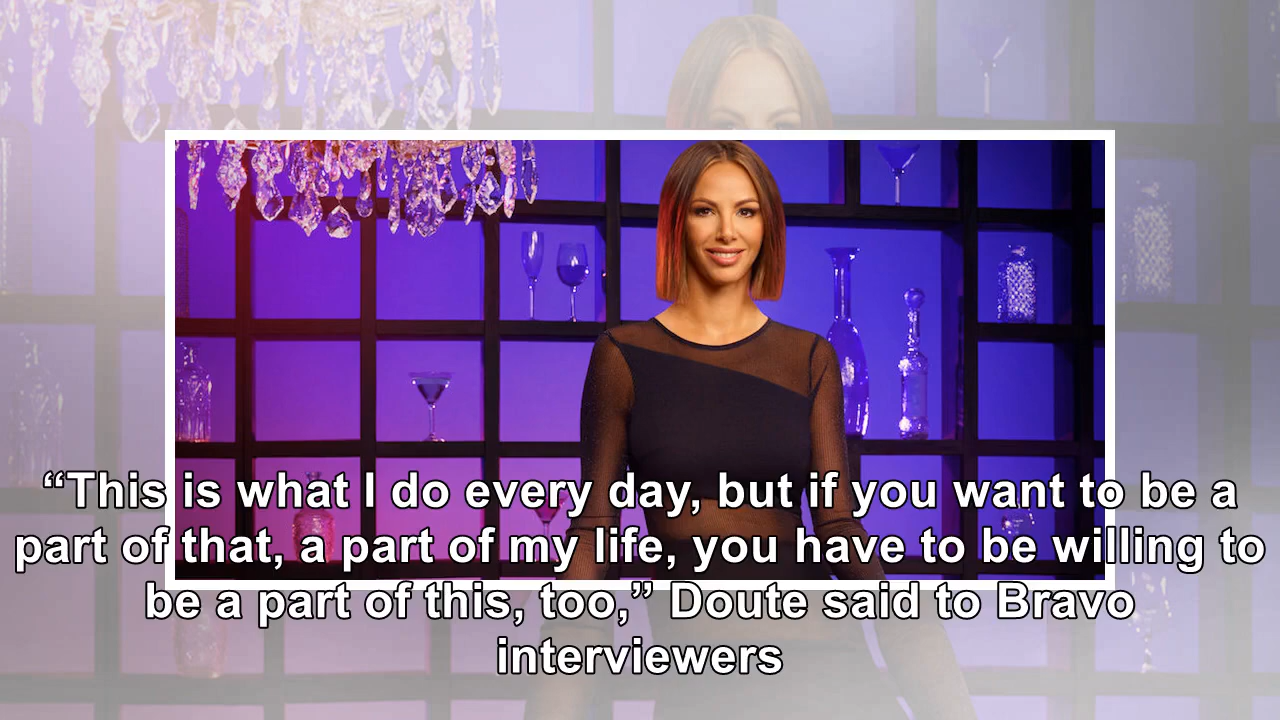 “This is what I do every day, but if you want to be a
part of that, a part of my life, you have to be willing to
be a part of this, too,” Doute said to Bravo
interviewers